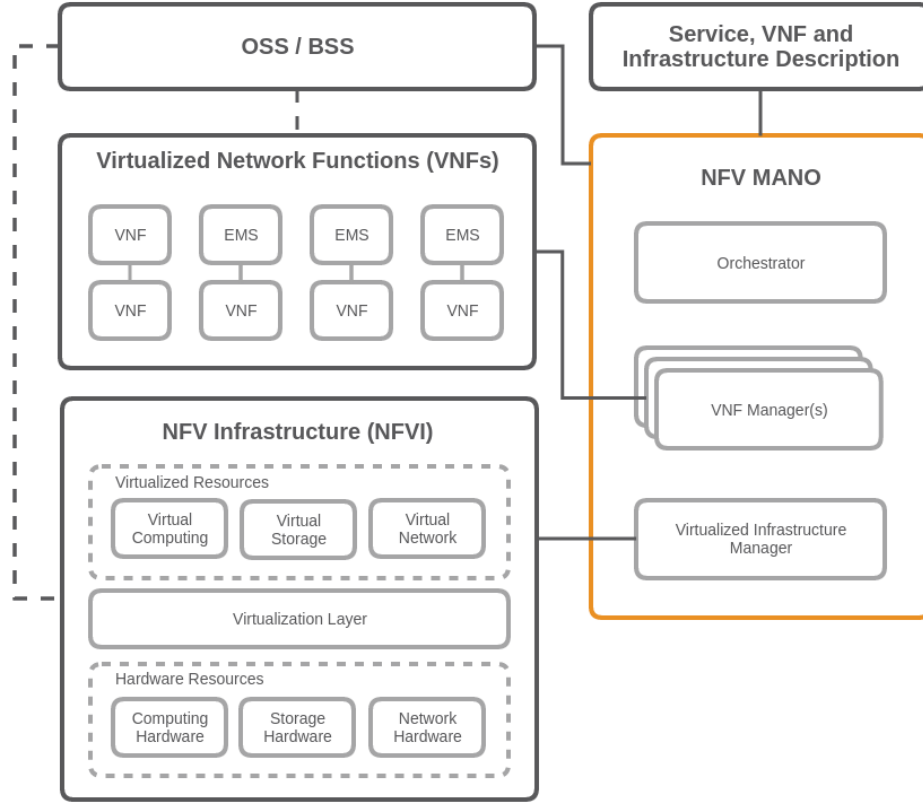 OSS / BSS
Service, VNF and
Infrastructure Description
Virtualized Network Functions (VNFs)
VNF
EMS
EMS
EMS
VNF
VNF
VNF
VNF
NFV MANO
Orchestrator
VNF Manager(s)
Virtualized Infrastructure
Manager
NFV Infrastructure (NFVI)
Virtualized Resources
Virtual
Computing
Virtual
Storage
Virtual
Network
Virtualization Layer
Hardware Resources
Computing
Hardware
Storage
Hardware
Network
Hardware